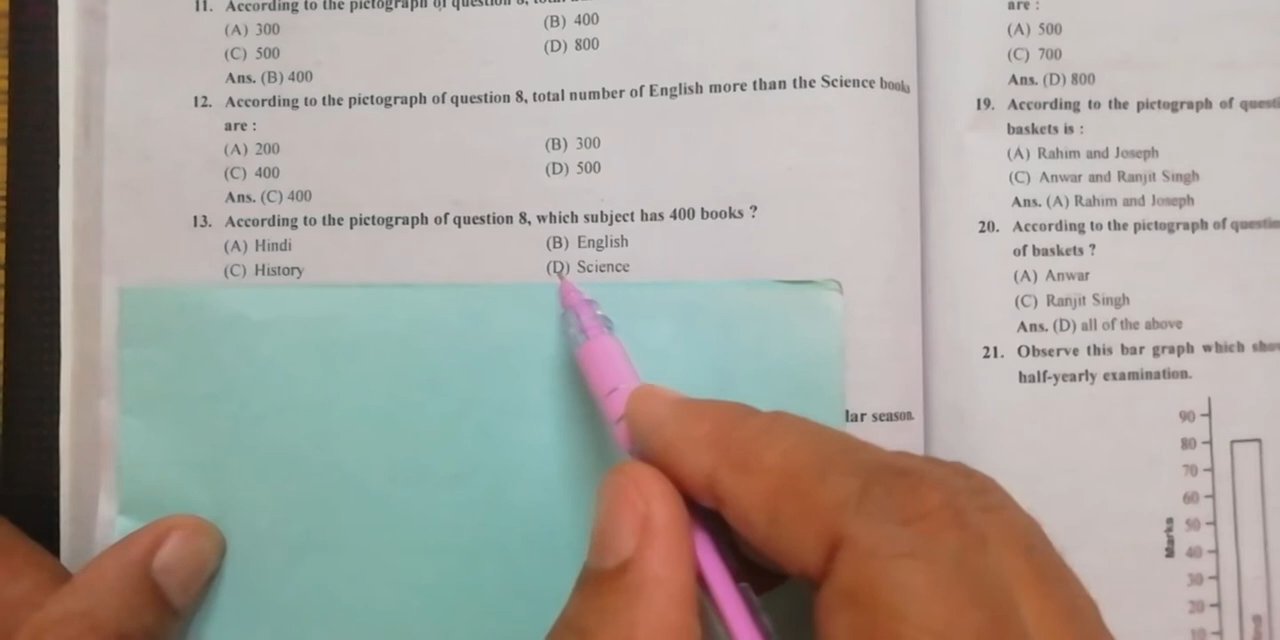 11. According to the pictograph of question 8,
(A) 300 (B) 400
(C) 500 (D) 800
Ans. (B) 400
12. According to the pictograph of question 8, total number of English more than the Science books
are :
(A) 200 (B) 300
(C) 400 (D) 500
Ans. (C) 400
13. According to the pictograph of question 8, which subject has 400 books ?
(A) Hindi (B) English
(C) History (D) Science
lar season.
are :
(A) 500
(C) 700
Ans. (D) 800
19. According to the pictograph of
baskets is :
(A) Rahim and Joseph
(C) Anwar and Ranjit Singh
Ans. (A) Rahim and Joseph
20. According to the pictograph of
of baskets ?
(A) Anwar
(C) Ranjit Singh
Ans. (D) all of the above
21. Observe this bar graph which
half-yearly examination.
90
80
70
60
50
40
30
20
Marks